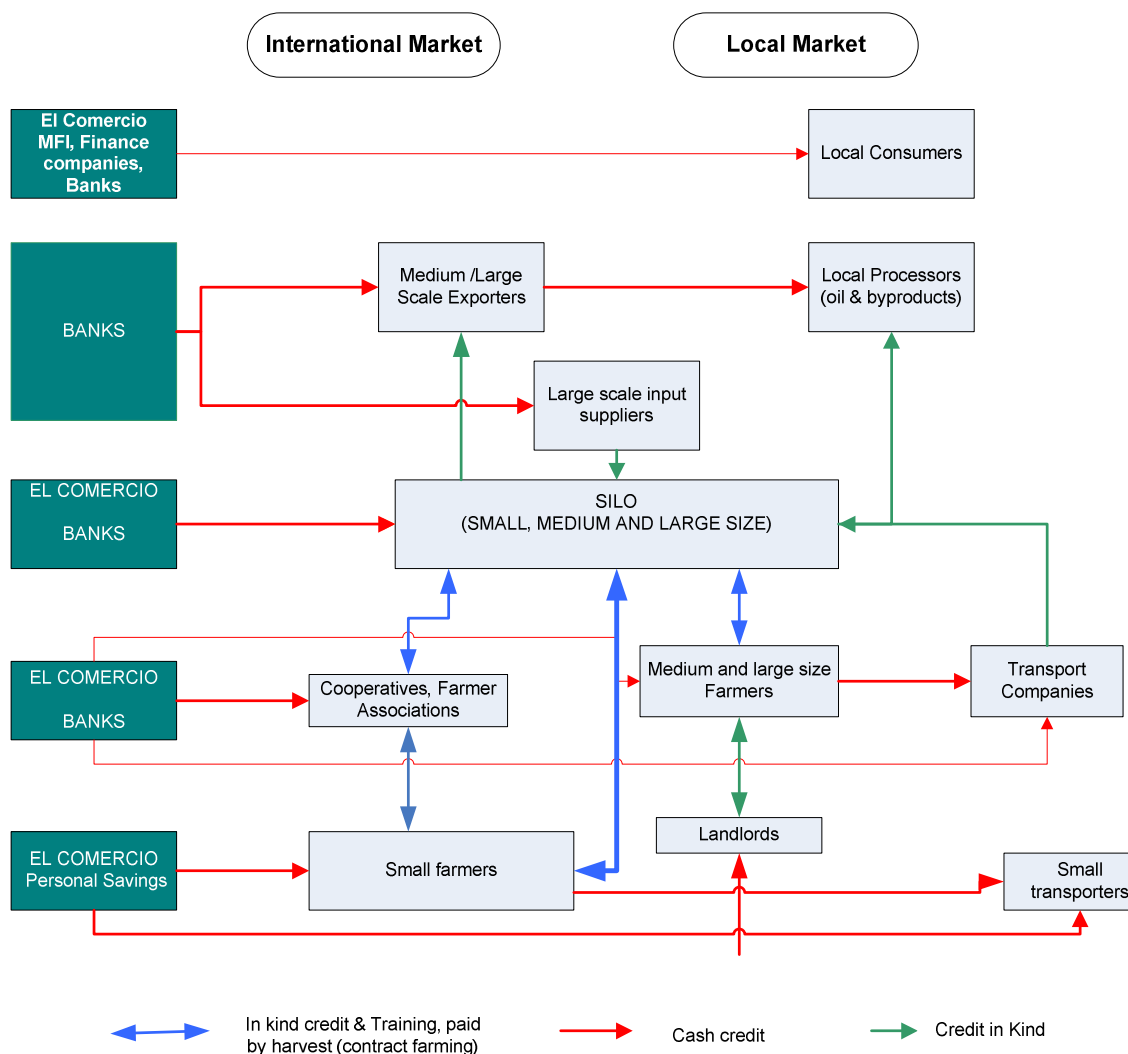 International Market
Local Market
El Comercio
MFI, Finance
companies,
Banks
Local Consumers
BANKS
Medium /Large
Scale Exporters
Local Processors
(oil & byproducts)
Large scale input
suppliers
EL COMERCIO
BANKS
SILO
(SMALL, MEDIUM AND LARGE SIZE)
EL COMERCIO
BANKS
Cooperatives, Farmer
Associations
Medium and large size
Farmers
Transport
Companies
EL COMERCIO
Personal Savings
Small farmers
Landlords
Small
transporters
In kind credit & Training, paid
by harvest (contract farming)
Cash credit
Credit in Kind